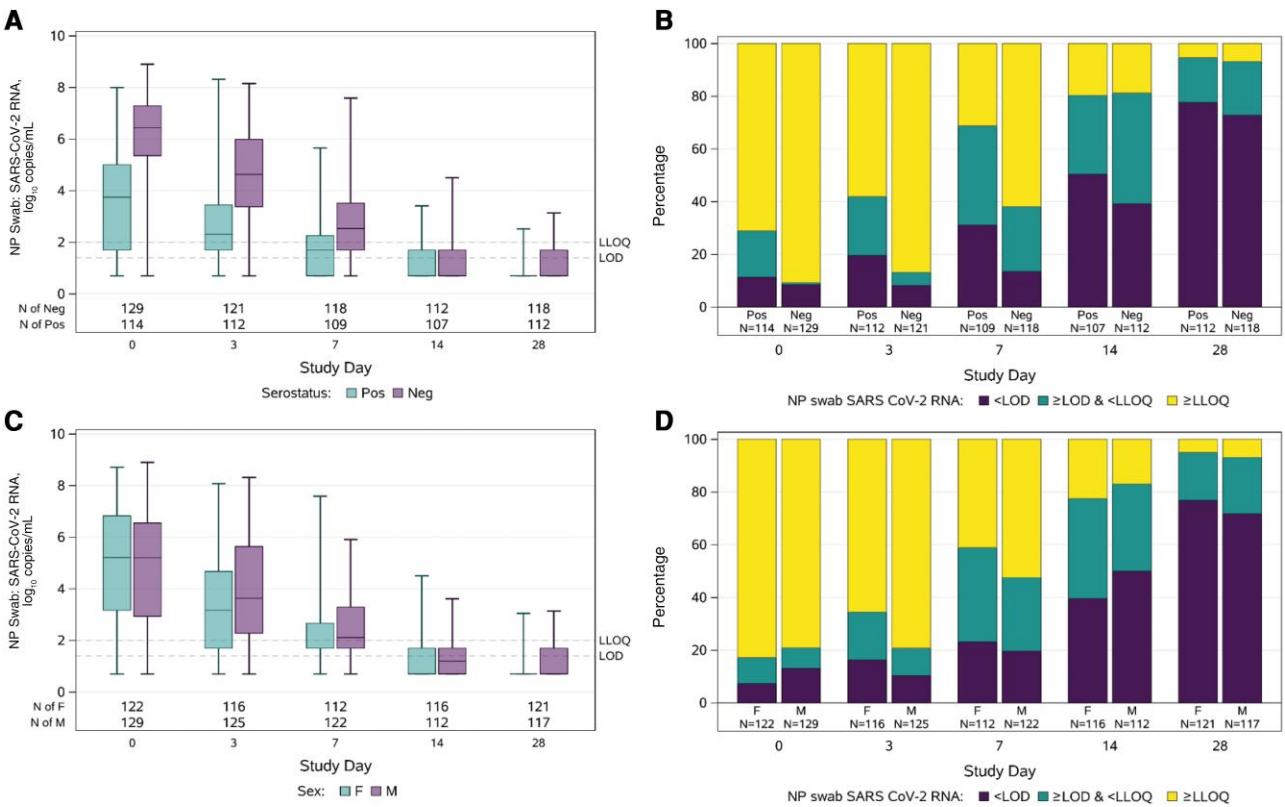 A
NP Swab: SARS-CoV-2 RNA,
log₁₀ copies/mL
10
8
6
4
2
0
LLOQ
LOD
N of Neg 129 121 118 112 118
N of Pos 114 112 109 107 112
0 3 7 14 28
Study Day
Serostatus: Pos Neg
B
Percentage
100
80
60
40
20
0
Pos Neg Pos Neg Pos Neg Pos Neg Pos Neg
N=114 N=129 N=112 N=121 N=109 N=118 N=107 N=112 N=112 N=118
0 3 7 14 28
Study Day
NP swab SARS CoV-2 RNA: <LOD ≥LOD & <LLOQ ≥LLOQ
C
NP Swab: SARS-CoV-2 RNA,
log₁₀ copies/mL
10
8
6
4
2
0
LLOQ
LOD
N of F 122 116 112 116 121
N of M 129 125 122 112 117
0 3 7 14 28
Study Day
Sex: F M
D
Percentage
100
80
60
40
20
0
F M F M F M F M F M
N=122 N=129 N=116 N=125 N=112 N=122 N=116 N=112 N=121 N=117
0 3 7 14 28
Study Day
NP swab SARS CoV-2 RNA: <LOD ≥LOD & <LLOQ ≥LLOQ